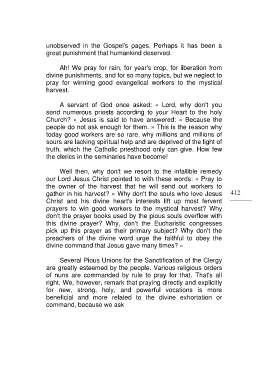 unobserved in the Gospel's pages. Perhaps it has been a
great punishment that humankind deserved.
Ah! We pray for rain, for year's crop, for liberation from
divine punishments, and for so many topics, but we neglect to
pray for winning good evangelical workers to the mystical
harvest.
A servant of God once asked: « Lord, why don't you
send numerous priests according to your Heart to the holy
Church? » Jesus is said to have answered: « Because the
people do not ask enough for them. » This is the reason why
today good workers are so rare, why millions and millions of
sours are lacking spiritual help and are deprived of the light of
truth, which the Catholic priesthood only can give. How few
the clerics in the seminaries have become!
Well then, why don't we resort to the infallible remedy
our Lord Jesus Christ pointed to with these words: « Pray to
the owner of the harvest that he will send out workers to
gather in his harvest? » Why don't the souls who love Jesus
Christ and his divine heart's interests lift up most fervent
prayers to win good workers to the mystical harvest? Why
don't the prayer books used by the pious souls overflow with
this divine prayer? Why, don't the Eucharistic congresses
pick up this prayer as their primary subject? Why don't the
preachers of the divine word urge the faithful to obey the
divine command that Jesus gave many times? »
412
Several Pious Unions for the Sanctification of the Clergy
are greatly esteemed by the people. Various religious orders
of nuns are commanded by rule to pray for that. That's all
right. We, however, remark that praying directly and explicitly
for new, strong, holy, and powerful vocations is more
beneficial and more related to the divine exhortation or
command, because we ask